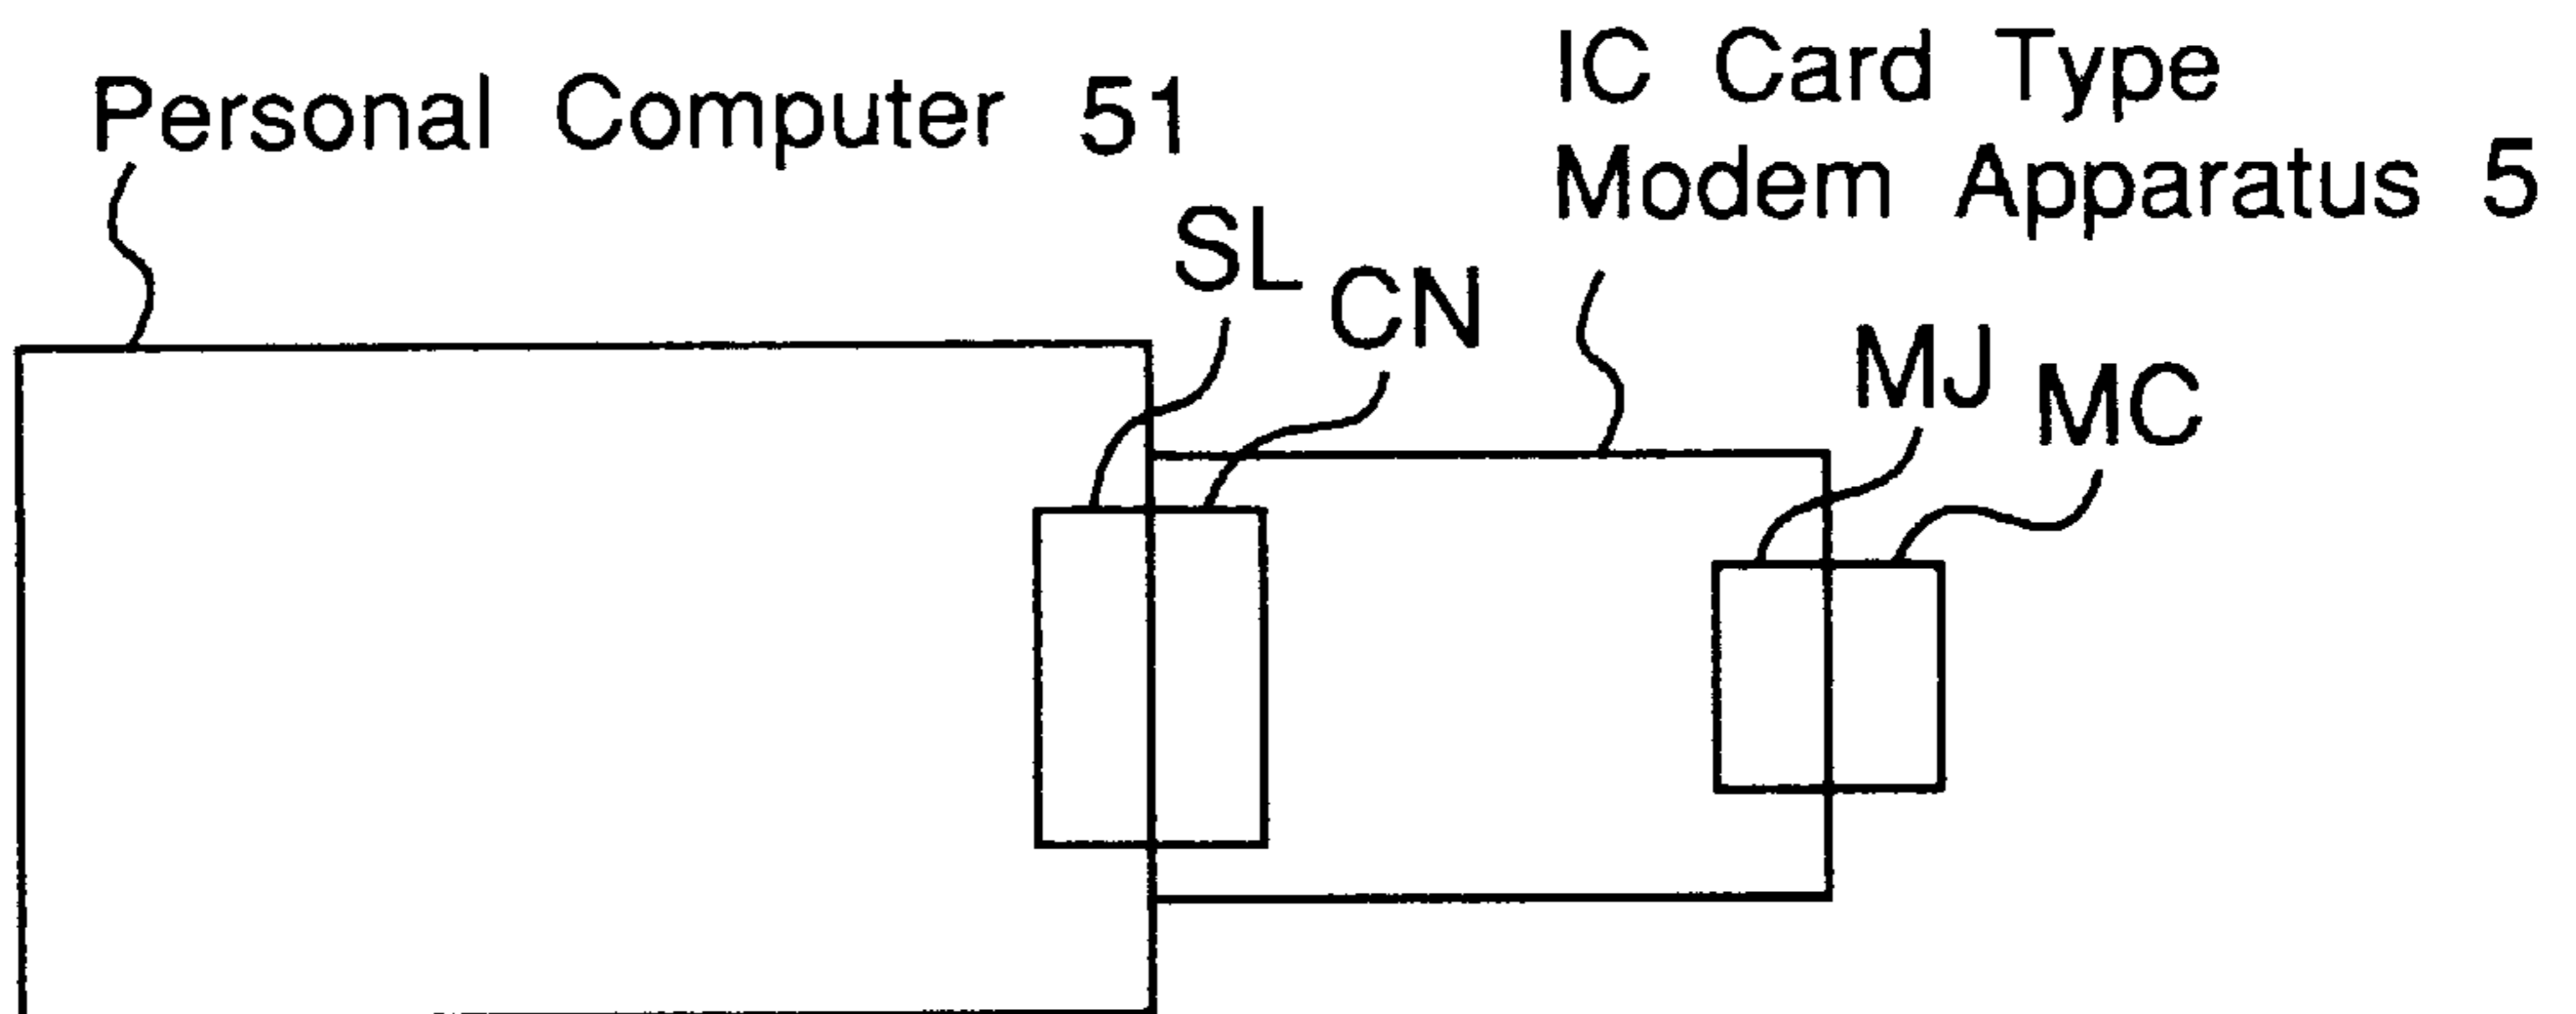 Personal Computer 51
IC Card Type
Modem Apparatus 5
SL
CN
MJ
MC